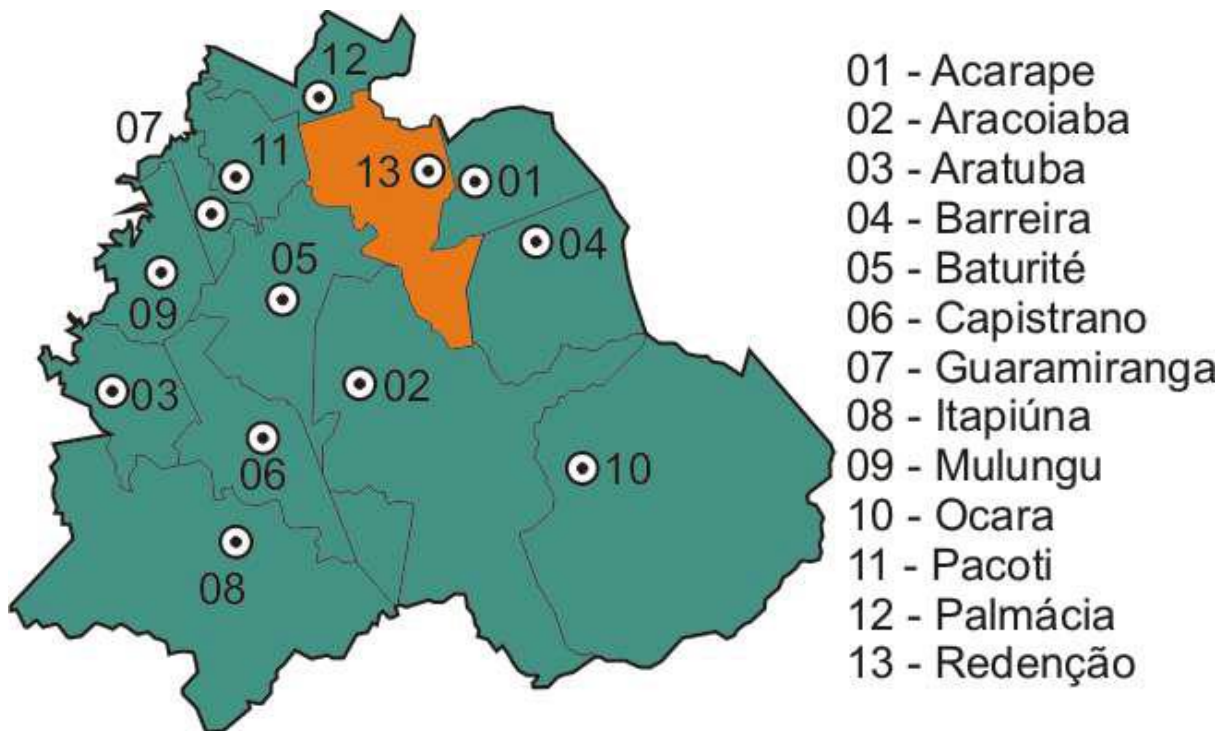 12
07
11
13
01
04
05
09
03
02
06
10
08
01 - Acarape
02 - Aracoiaba
03 - Aratuba
04 - Barreira
05 - Baturité
06 - Capistrano
07 - Guaramiranga
08 - Itapiúna
09 - Mulungu
10 - Ocara
11 - Pacoti
12 - Palmácia
13 - Redenção